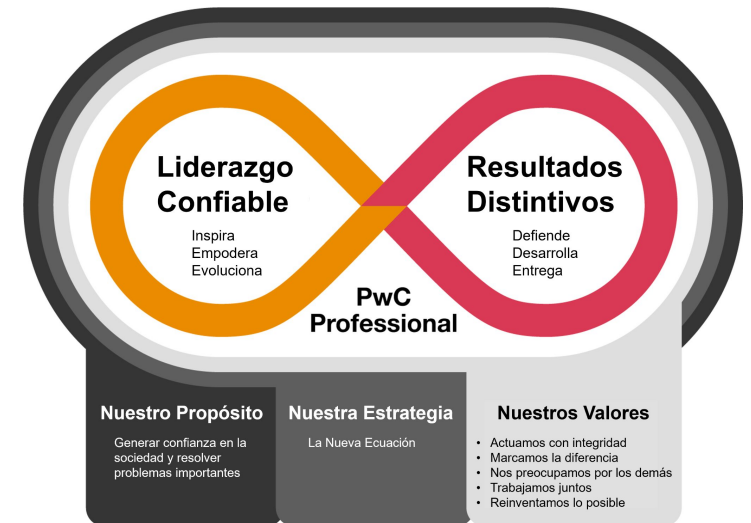 Liderazgo
Confiable
Inspira
Empodera
Evoluciona
Resultados
Distintivos
Defiende
Desarrolla
Entrega
PwC
Professional
Nuestro Propósito
Generar confianza en la
sociedad y resolver
problemas importantes
Nuestra Estrategia
La Nueva Ecuación
Nuestros Valores
• Actuamos con integridad
• Marcamos la diferencia
• Nos preocupamos por los demás
• Trabajamos juntos
• Reinventamos lo posible